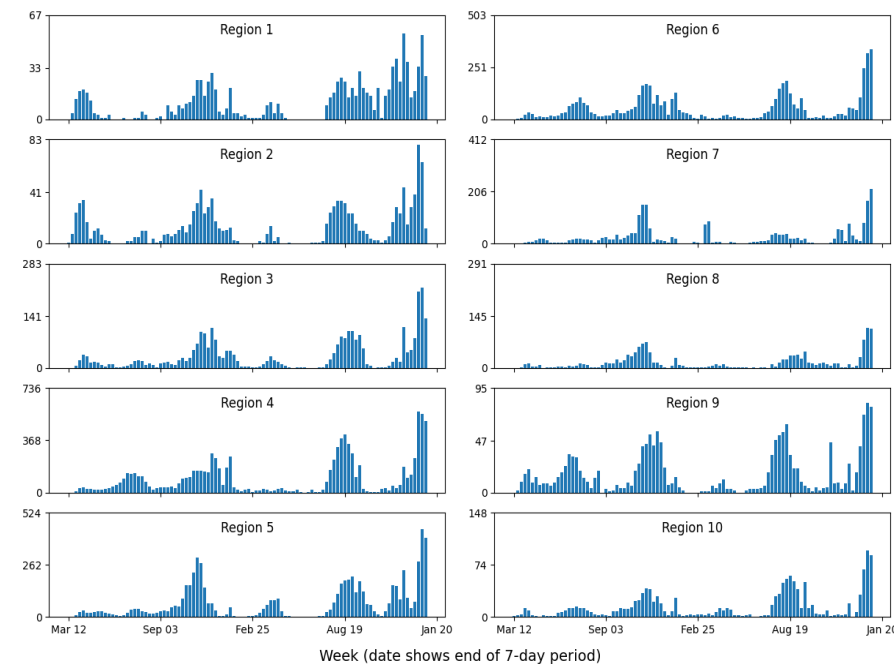 67
33
0
Region 1
503
251
0
Region 6
83
41
0
Region 2
412
206
0
Region 7
283
141
0
Region 3
291
145
0
Region 8
736
368
0
Region 4
95
47
0
Region 9
524
262
0
Region 5
148
74
0
Region 10
Mar 12 Sep 03 Feb 25 Aug 19 Jan 20
Mar 12 Sep 03 Feb 25 Aug 19 Jan 20
Week (date shows end of 7-day period)